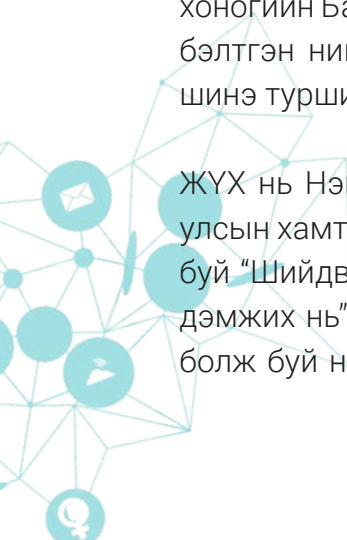 хоногийн Ба
бэлтгэн ни
шинэ турши
ЖҮХ нь Нэ
улсын хамт
буй “Шийдв
дэмжих нь”
болж буй н